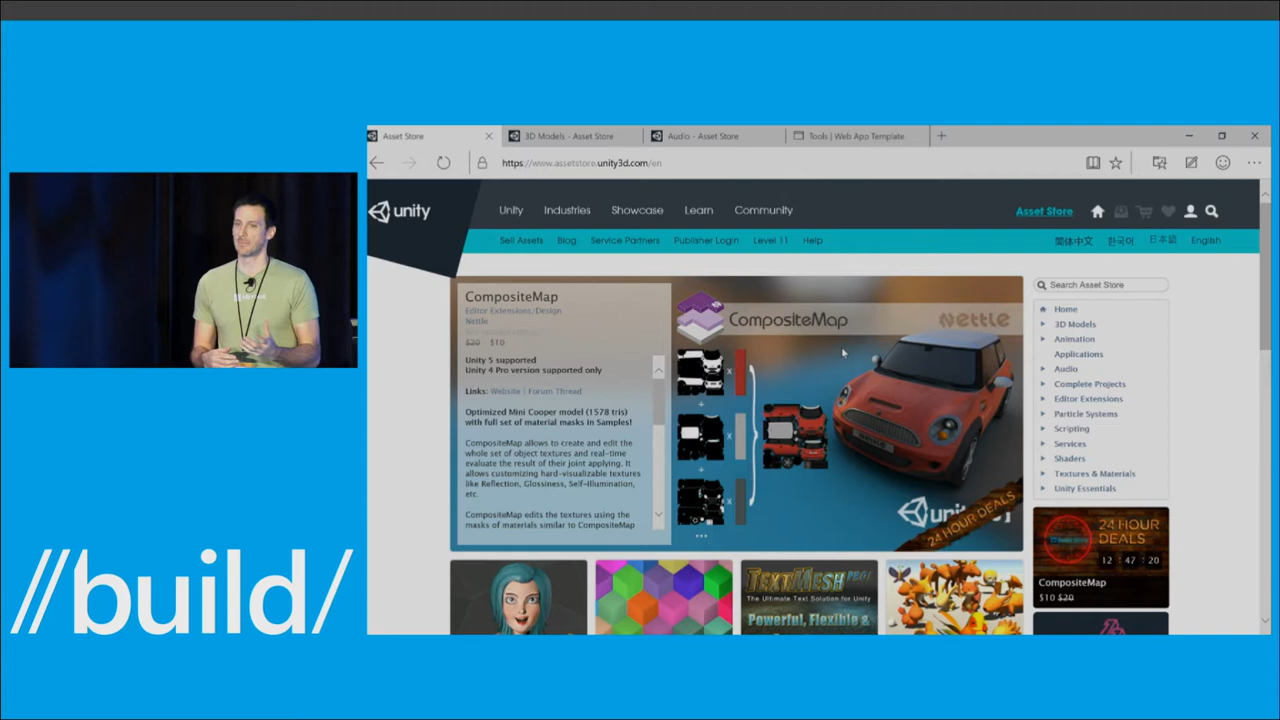 Asset Store
3D Models - Asset Store
Audio - Asset Store
Tools | Web App Template
https://www.assetstore.unity3d.com/en
unity
Unity
Industries
Showcase
Learn
Community
Asset Store
Sell Assets
Blog
Service Partners
Publisher Login
Level 11
Help
简体中文
한국어
日本語
English
CompositeMap
Editor Extensions/Design
Nettle
$20 $10
Unity 5 supported
Unity 4 Pro version supported only
Links: Website | Forum Thread
Optimized Mini Cooper model (1578 tris)
with full set of material masks in Samples!
CompositeMap allows to create and edit the
whole set of object textures and real-time
evaluate the result of their joint applying. It
allows customizing hard-visualizable textures
like Reflection, Glossiness, Self-Illumination,
etc.
CompositeMap edits the textures using the
masks of materials similar to CompositeMap
CompositeMap
nettle
x
+
x
+
x
...
24 HOUR DEALS
Search Asset Store
Home
3D Models
Animation
Applications
Audio
Complete Projects
Editor Extensions
Particle Systems
Scripting
Services
Shaders
Textures & Materials
Unity Essentials
24 HOUR
DEALS
12 : 47 : 20
CompositeMap
$10 $20
TextMesh PRO!
The Ultimate Text Solution for Unity
Powerful, Flexible &
//build/